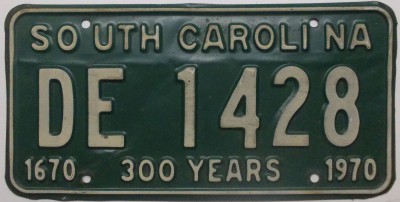 SOUTH CAROLINA
DE 1428
1670 300 YEARS 1970